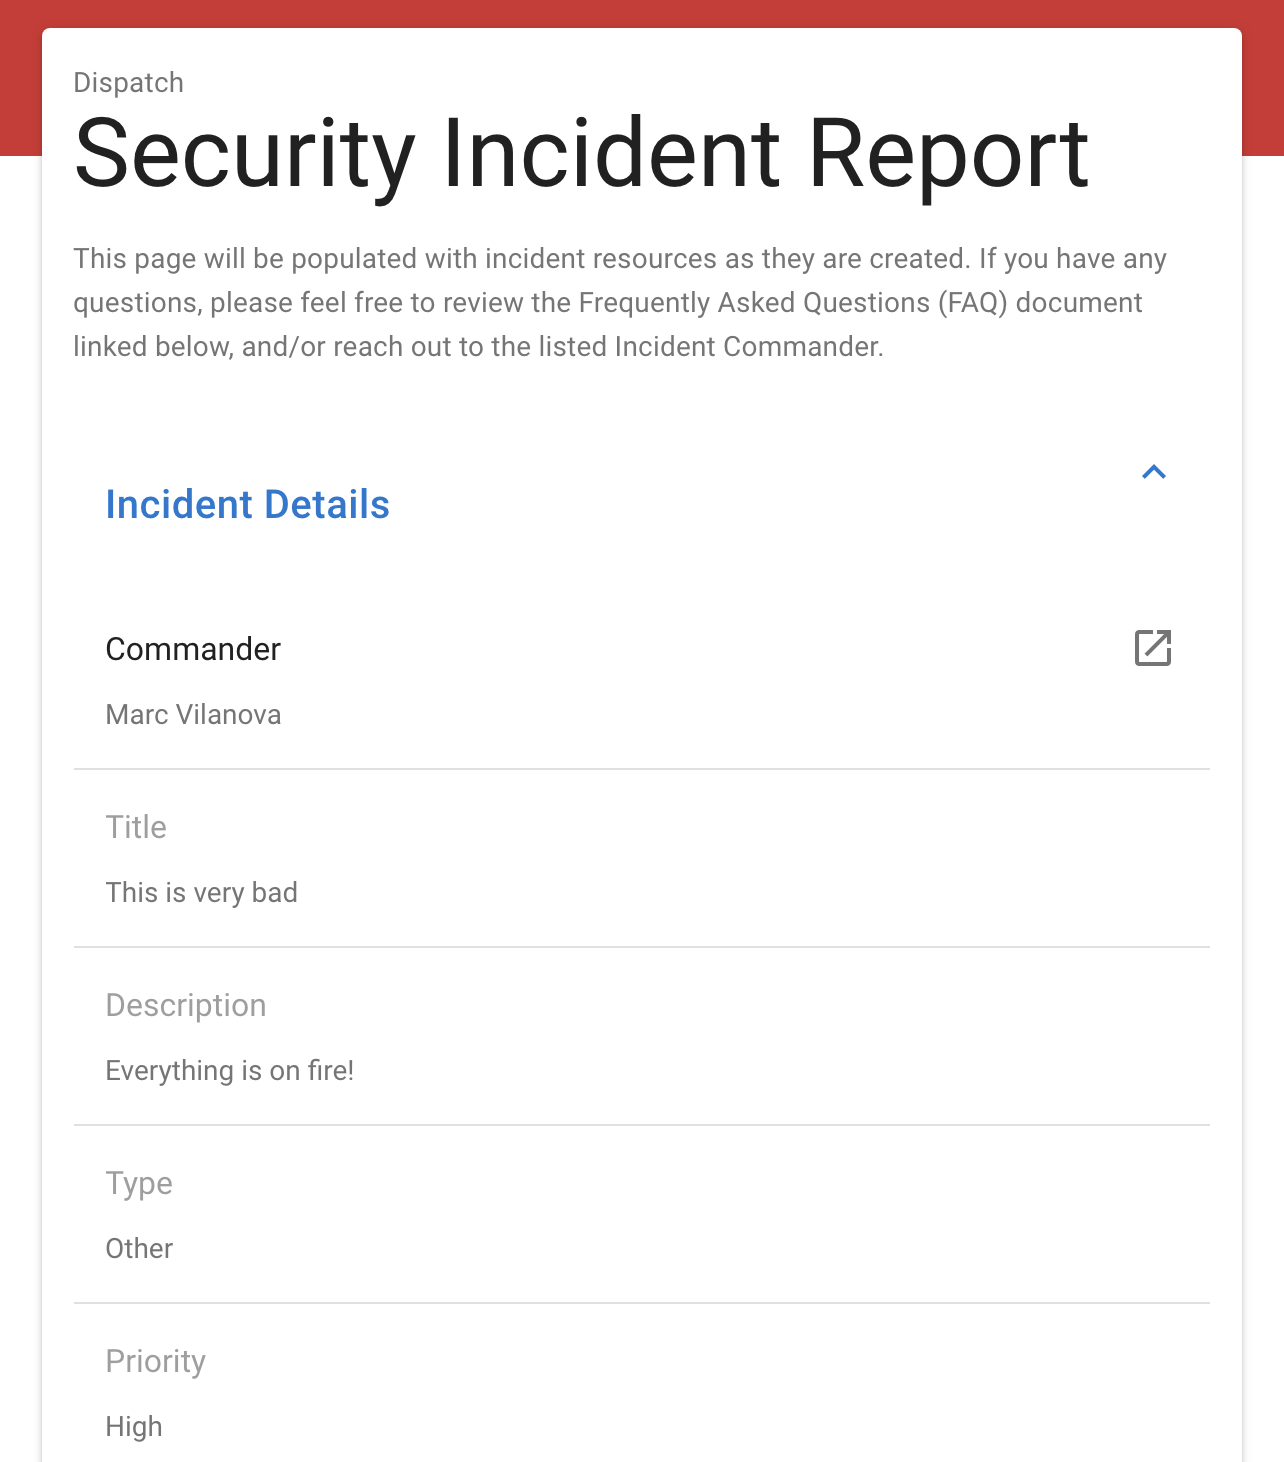 Dispatch
Security Incident Report
This page will be populated with incident resources as they are created. If you have any
questions, please feel free to review the Frequently Asked Questions (FAQ) document
linked below, and/or reach out to the listed Incident Commander.
Incident Details
Commander
Marc Vilanova
Title
This is very bad
Description
Everything is on fire!
Type
Other
Priority
High